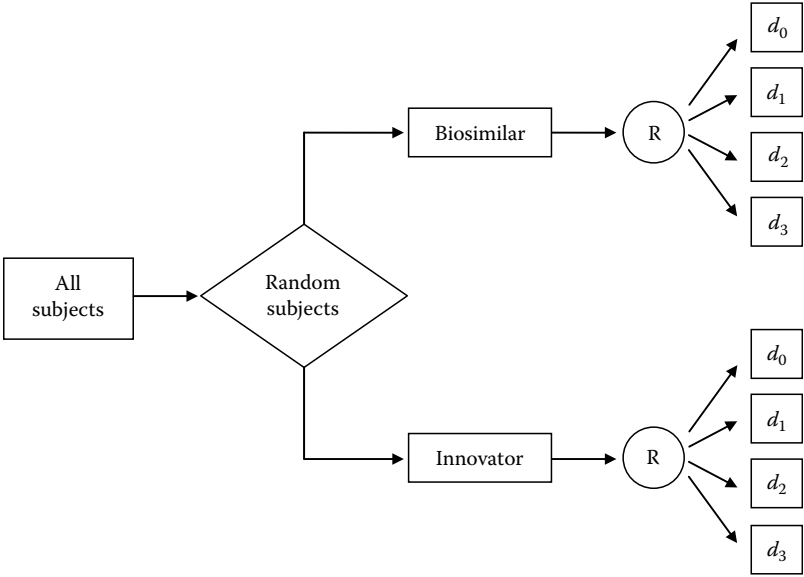 All
subjects
Random
subjects
Biosimilar
R
d₀
d₁
d₂
d₃
Innovator
R
d₀
d₁
d₂
d₃